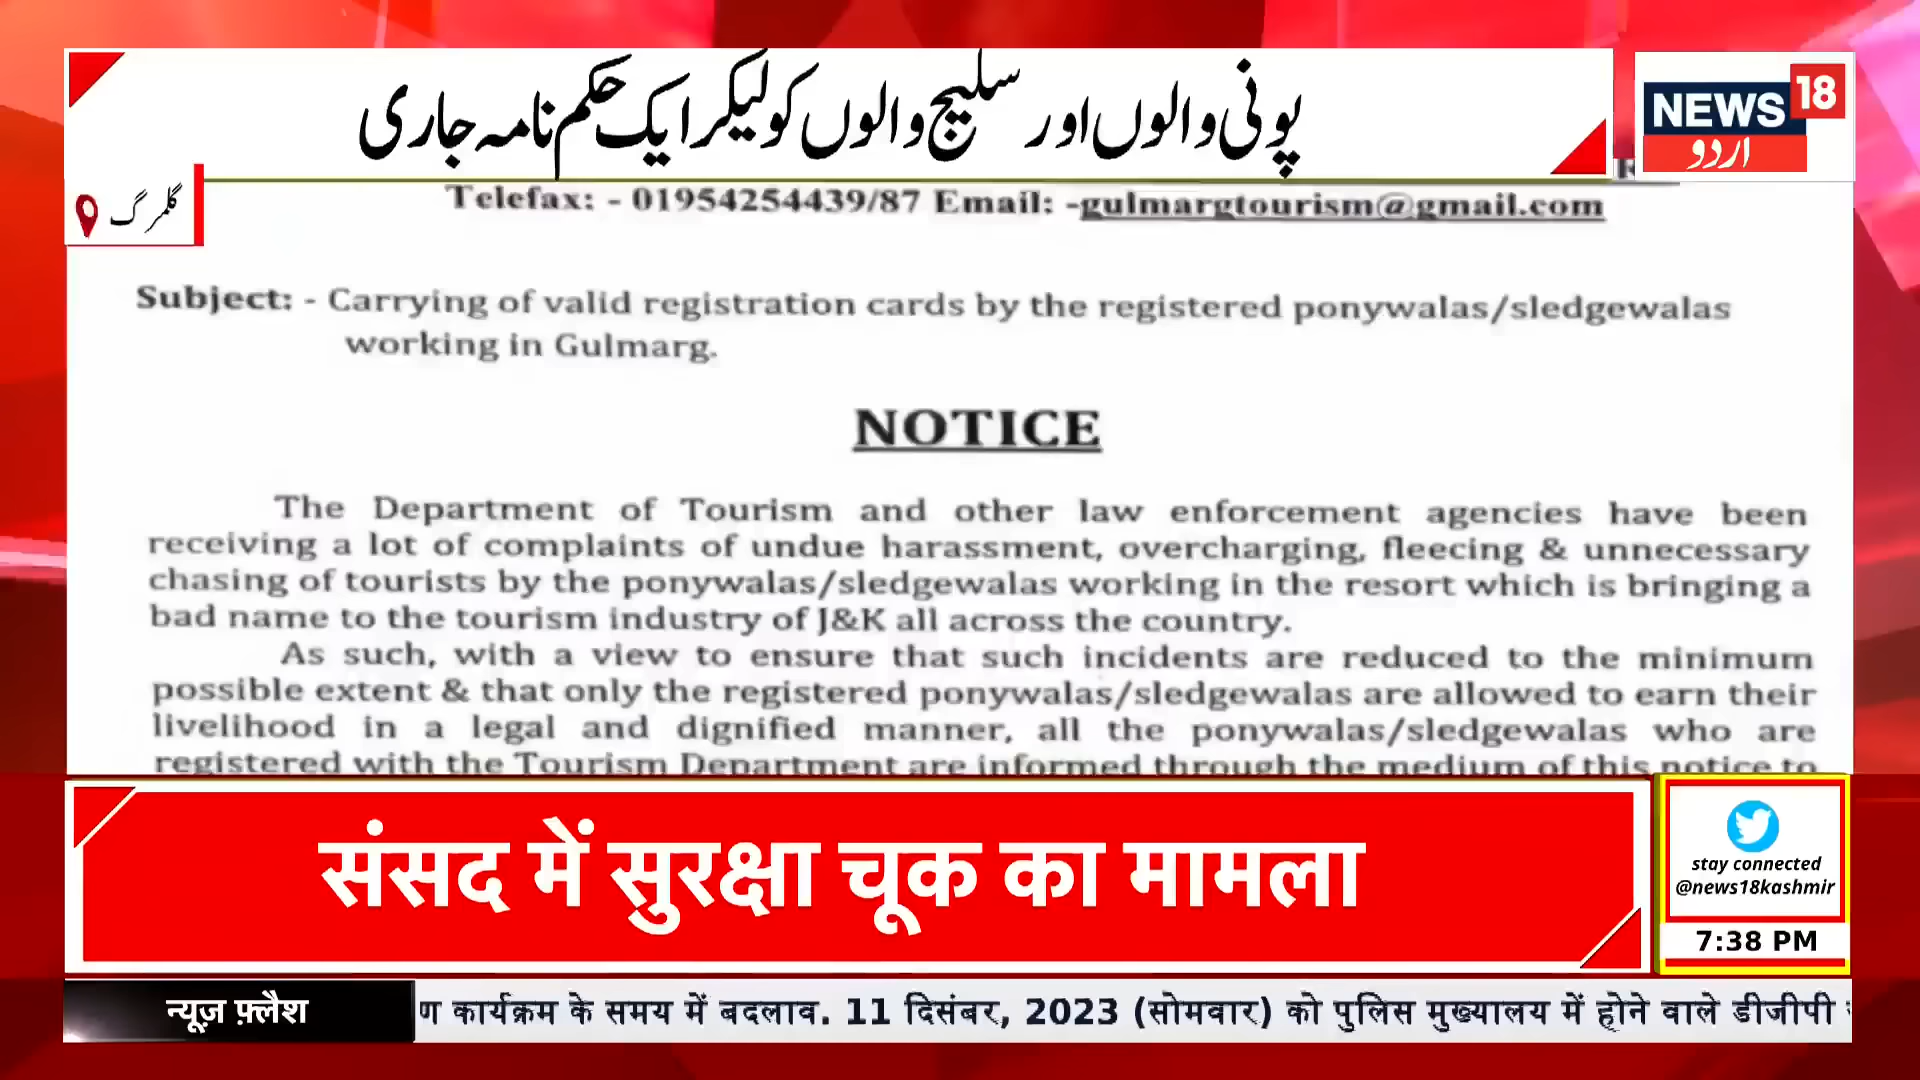 پونی والوں اور سلیج والوں کو لیکر ایک حکم نامہ جاری
NEWS 18
اردو
گلمرگ
Telefax: - 01954254439/87 Email: -gulmargtourism@gmail.com
Subject: - Carrying of valid registration cards by the registered ponywalas/sledgewalas
working in Gulmarg.
NOTICE
The Department of Tourism and other law enforcement agencies have been
receiving a lot of complaints of undue harassment, overcharging, fleecing & unnecessary
chasing of tourists by the ponywalas/sledgewalas working in the resort which is bringing a
bad name to the tourism industry of J&K all across the country.
As such, with a view to ensure that such incidents are reduced to the minimum
possible extent & that only the registered ponywalas/sledgewalas are allowed to earn their
livelihood in a legal and dignified manner, all the ponywalas/sledgewalas who are
registered with the Tourism Department are informed through the medium of this notice to
संसद में सुरक्षा चूक का मामला
stay connected
@news18kashmir
7:38 PM
न्यूज़ फ़्लैश
ण कार्यक्रम के समय में बदलाव. 11 दिसंबर, 2023 (सोमवार) को पुलिस मुख्यालय में होने वाले डीजीपी